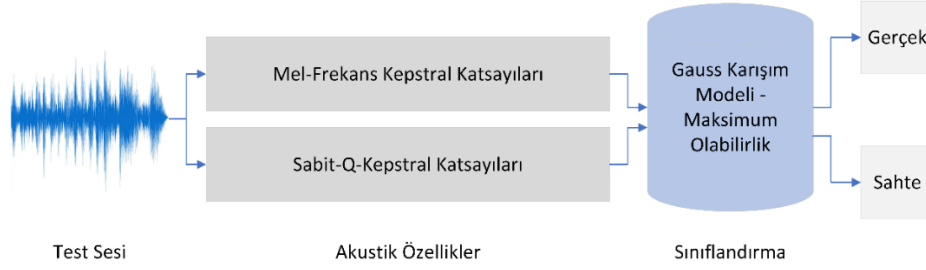 Mel-Frekans Kepstral Katsayıları
Sabit-Q-Kepstral Katsayıları
Gauss Karışım
Modeli -
Maksimum
Olabilirlik
Gerçek
Sahte
Test Sesi
Akustik Özellikler
Sınıflandırma